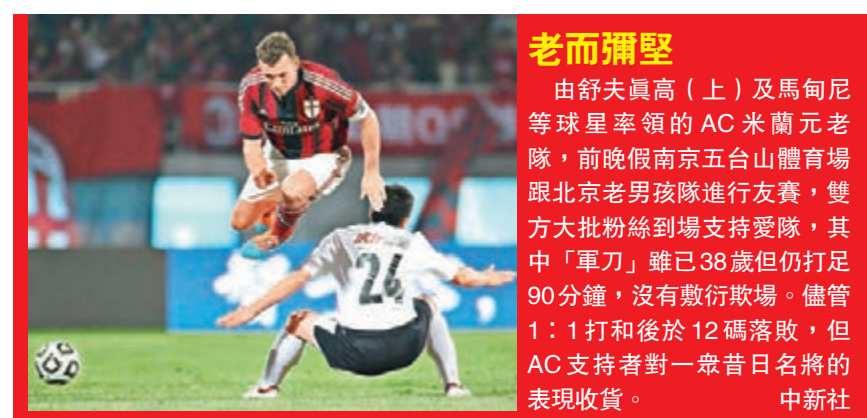 老而彌堅
由舒夫眞高（上）及馬甸尼
等球星率領的 AC 米蘭元老
隊，前晚假南京五台山體育場
跟北京老男孩隊進行友賽，雙
方大批粉絲到場支持愛隊，其
中「軍刀」雖已38歲但仍打足
90分鐘，沒有敷衍欺場。儘管
1：1打和後於12碼落敗，但
AC支持者對一衆昔日名將的
表現收貨。 中新社
Emirates
24